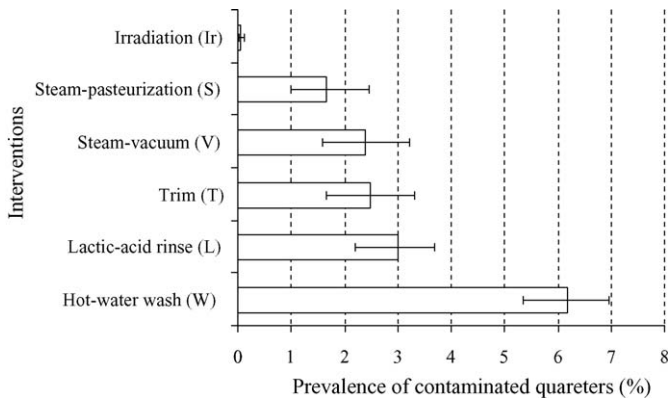 Interventions
Irradiation (Ir)
Steam-pasteurization (S)
Steam-vacuum (V)
Trim (T)
Lactic-acid rinse (L)
Hot-water wash (W)
0 1 2 3 4 5 6 7 8
Prevalence of contaminated quareters (%)